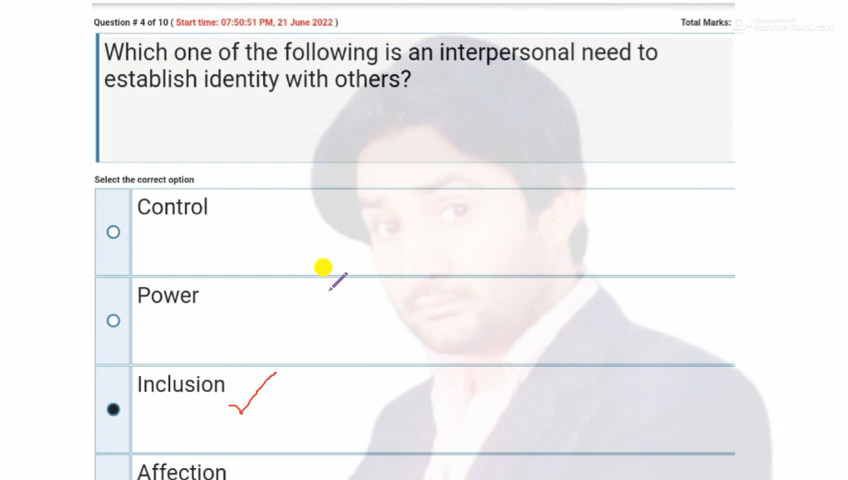 Question # 4 of 10 ( Start time: 07:50:51 PM, 21 June 2022 ) Total Marks:
Which one of the following is an interpersonal need to
establish identity with others?
Select the correct option
Control
Power
Inclusion
Affection